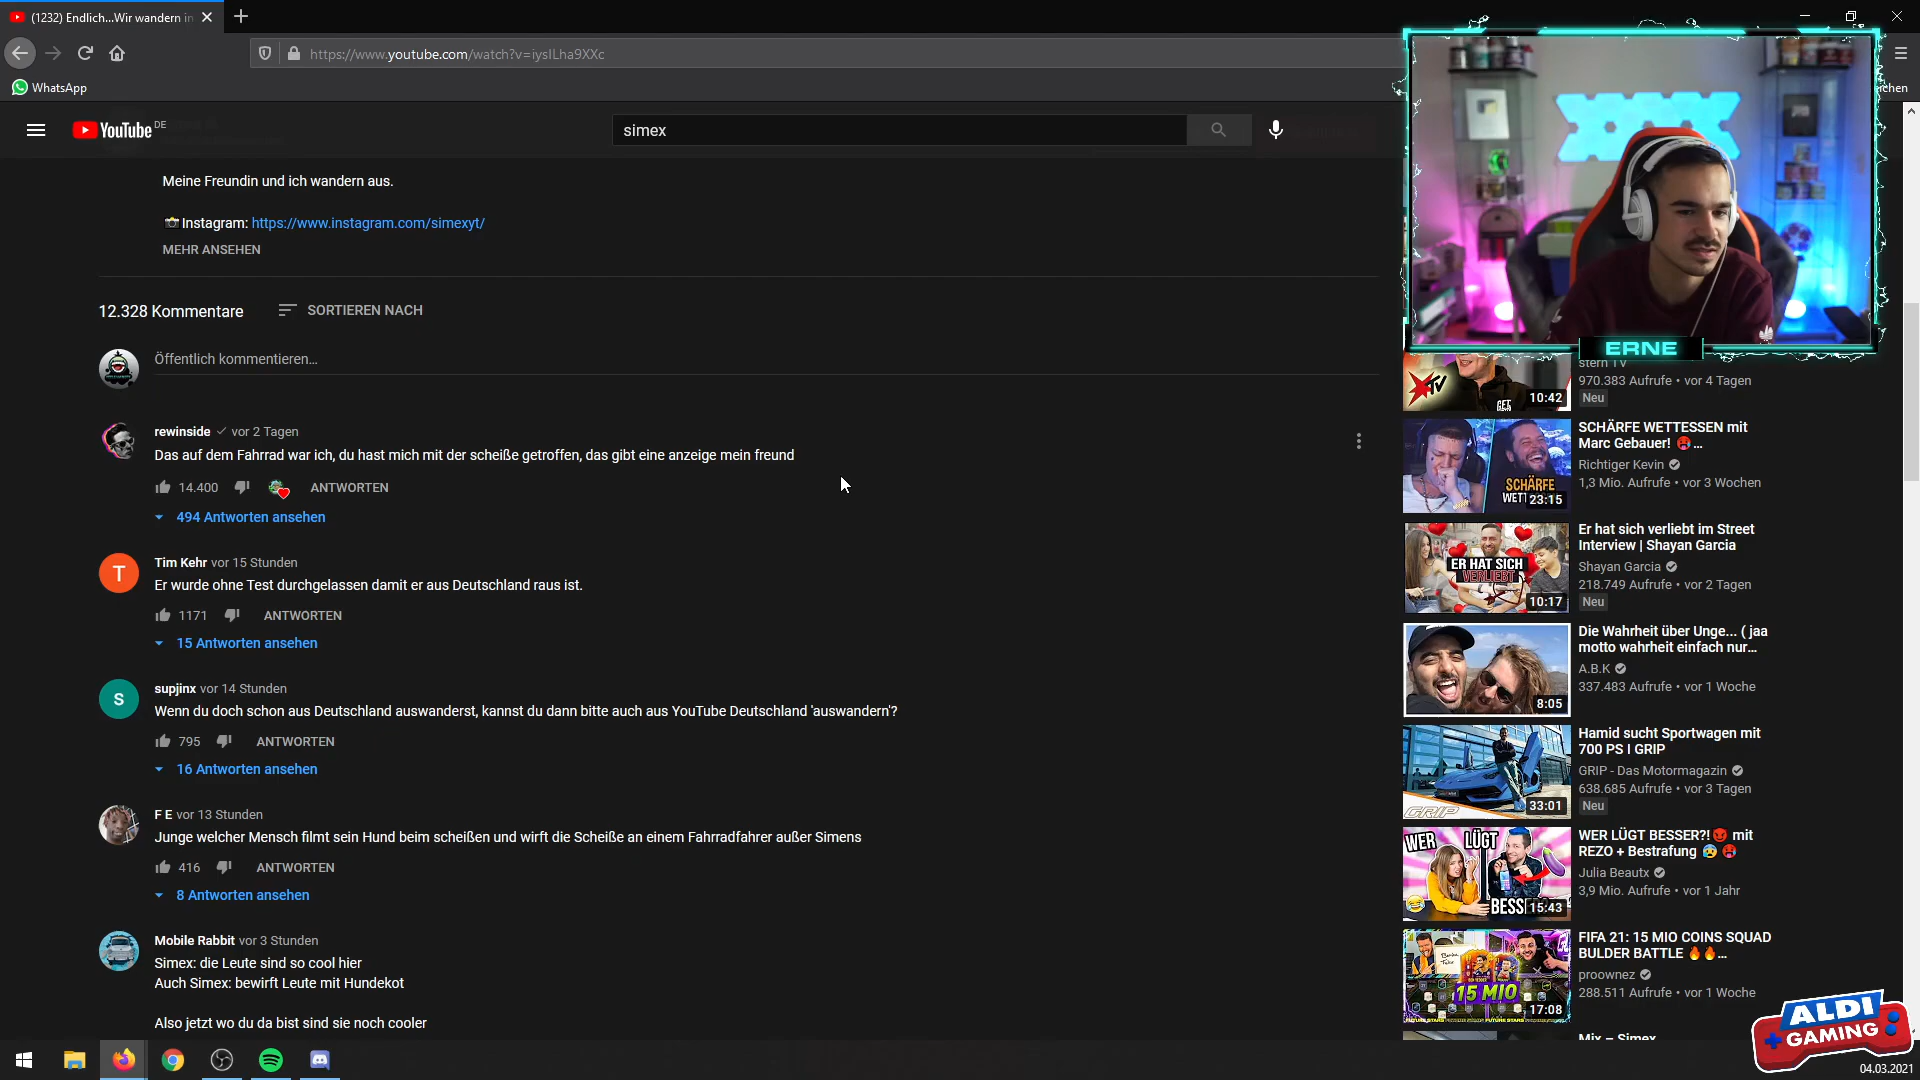 (1232) Endlich...Wir wandern in
https://www.youtube.com/watch?v=iysILha9XXc
WhatsApp
YouTube DE
simex
Meine Freundin und ich wandern aus.
Instagram: https://www.instagram.com/simexyt/
MEHR ANSEHEN
12.328 Kommentare
SORTIEREN NACH
Öffentlich kommentieren...
rewinside vor 2 Tagen
Das auf dem Fahrrad war ich, du hast mich mit der scheiße getroffen, das gibt eine anzeige mein freund
14.400
ANTWORTEN
494 Antworten ansehen
Tim Kehr vor 15 Stunden
Er wurde ohne Test durchgelassen damit er aus Deutschland raus ist.
1171
ANTWORTEN
15 Antworten ansehen
T
supjinx vor 14 Stunden
Wenn du doch schon aus Deutschland auswanderst, kannst du dann bitte auch aus YouTube Deutschland 'auswandern'?
795
ANTWORTEN
16 Antworten ansehen
S
F E vor 13 Stunden
Junge welcher Mensch filmt sein Hund beim scheißen und wirft die Scheiße an einem Fahrradfahrer außer Simens
416
ANTWORTEN
8 Antworten ansehen
Mobile Rabbit vor 3 Stunden
Simex: die Leute sind so cool hier
Auch Simex: bewirft Leute mit Hundekot
Also jetzt wo du da bist sind sie noch cooler
ERNE
stern TV
970.383 Aufrufe • vor 4 Tagen
Neu
TV
10:42
SCHÄRFE WETTESSEN mit
Marc Gebauer! ...
Richtiger Kevin
1,3 Mio. Aufrufe • vor 3 Wochen
SCHÄRFE
23:15
Er hat sich verliebt im Street
Interview | Shayan Garcia
Shayan Garcia
218.749 Aufrufe • vor 2 Tagen
Neu
ER HAT SICH
VERLIEBT
10:17
Die Wahrheit über Unge... ( jaa
motto wahrheit einfach nur...
A.B.K
337.483 Aufrufe • vor 1 Woche
8:05
Hamid sucht Sportwagen mit
700 PS I GRIP
GRIP - Das Motormagazin
638.685 Aufrufe • vor 3 Tagen
Neu
GRIP
33:01
WER LÜGT BESSER?! mit
REZO + Bestrafung
Julia Beautx
3,9 Mio. Aufrufe • vor 1 Jahr
WER LÜGT
15:43
FIFA 21: 15 MIO COINS SQUAD
BULDER BATTLE ...
proownez
288.511 Aufrufe • vor 1 Woche
15 MIO
17:08
Mix – Simex
ALDI
GAMING
04.03.2021